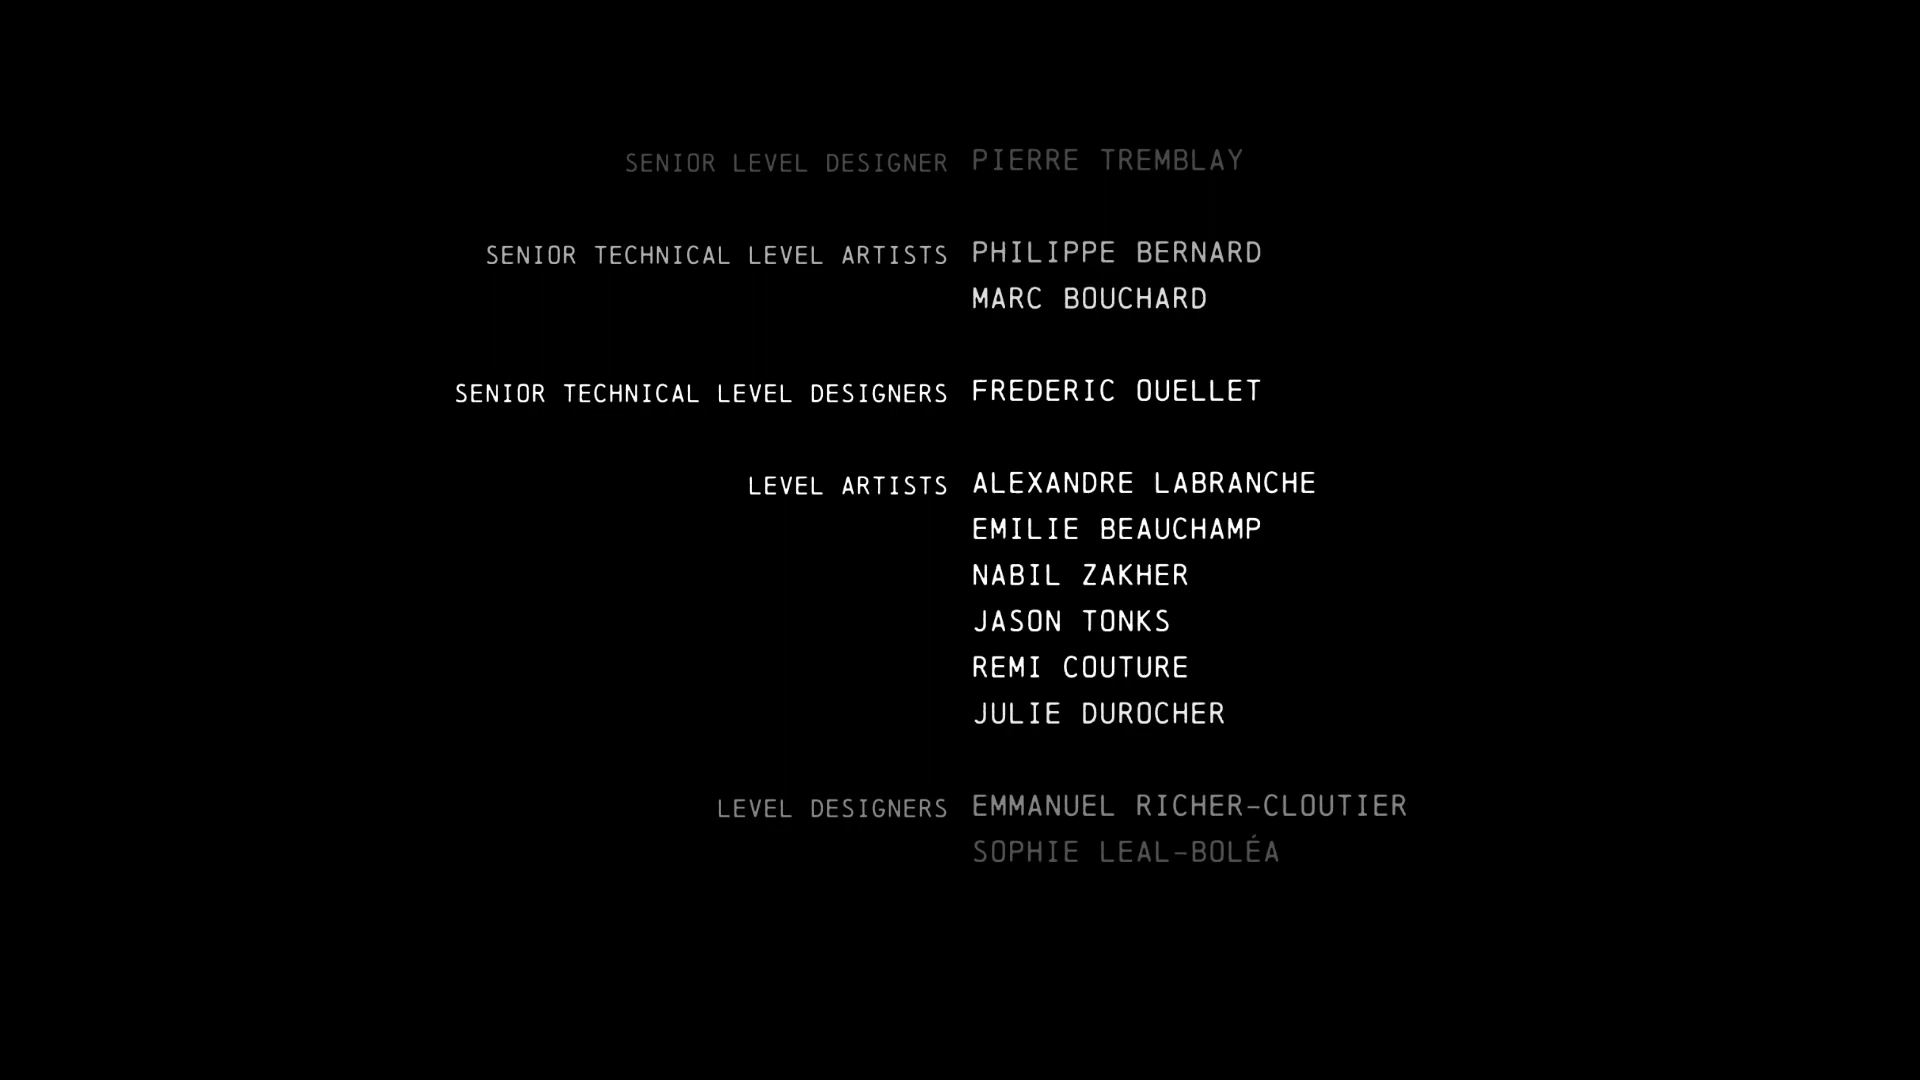 SENIOR LEVEL DESIGNER PIERRE TREMBLAY
SENIOR TECHNICAL LEVEL ARTISTS PHILIPPE BERNARD
MARC BOUCHARD
SENIOR TECHNICAL LEVEL DESIGNERS FREDERIC OUELLET
LEVEL ARTISTS ALEXANDRE LABRANCHE
EMILIE BEAUCHAMP
NABIL ZAKHER
JASON TONKS
REMI COUTURE
JULIE DUROCHER
LEVEL DESIGNERS EMMANUEL RICHER-CLOUTIER
SOPHIE LEAL-BOLÉA